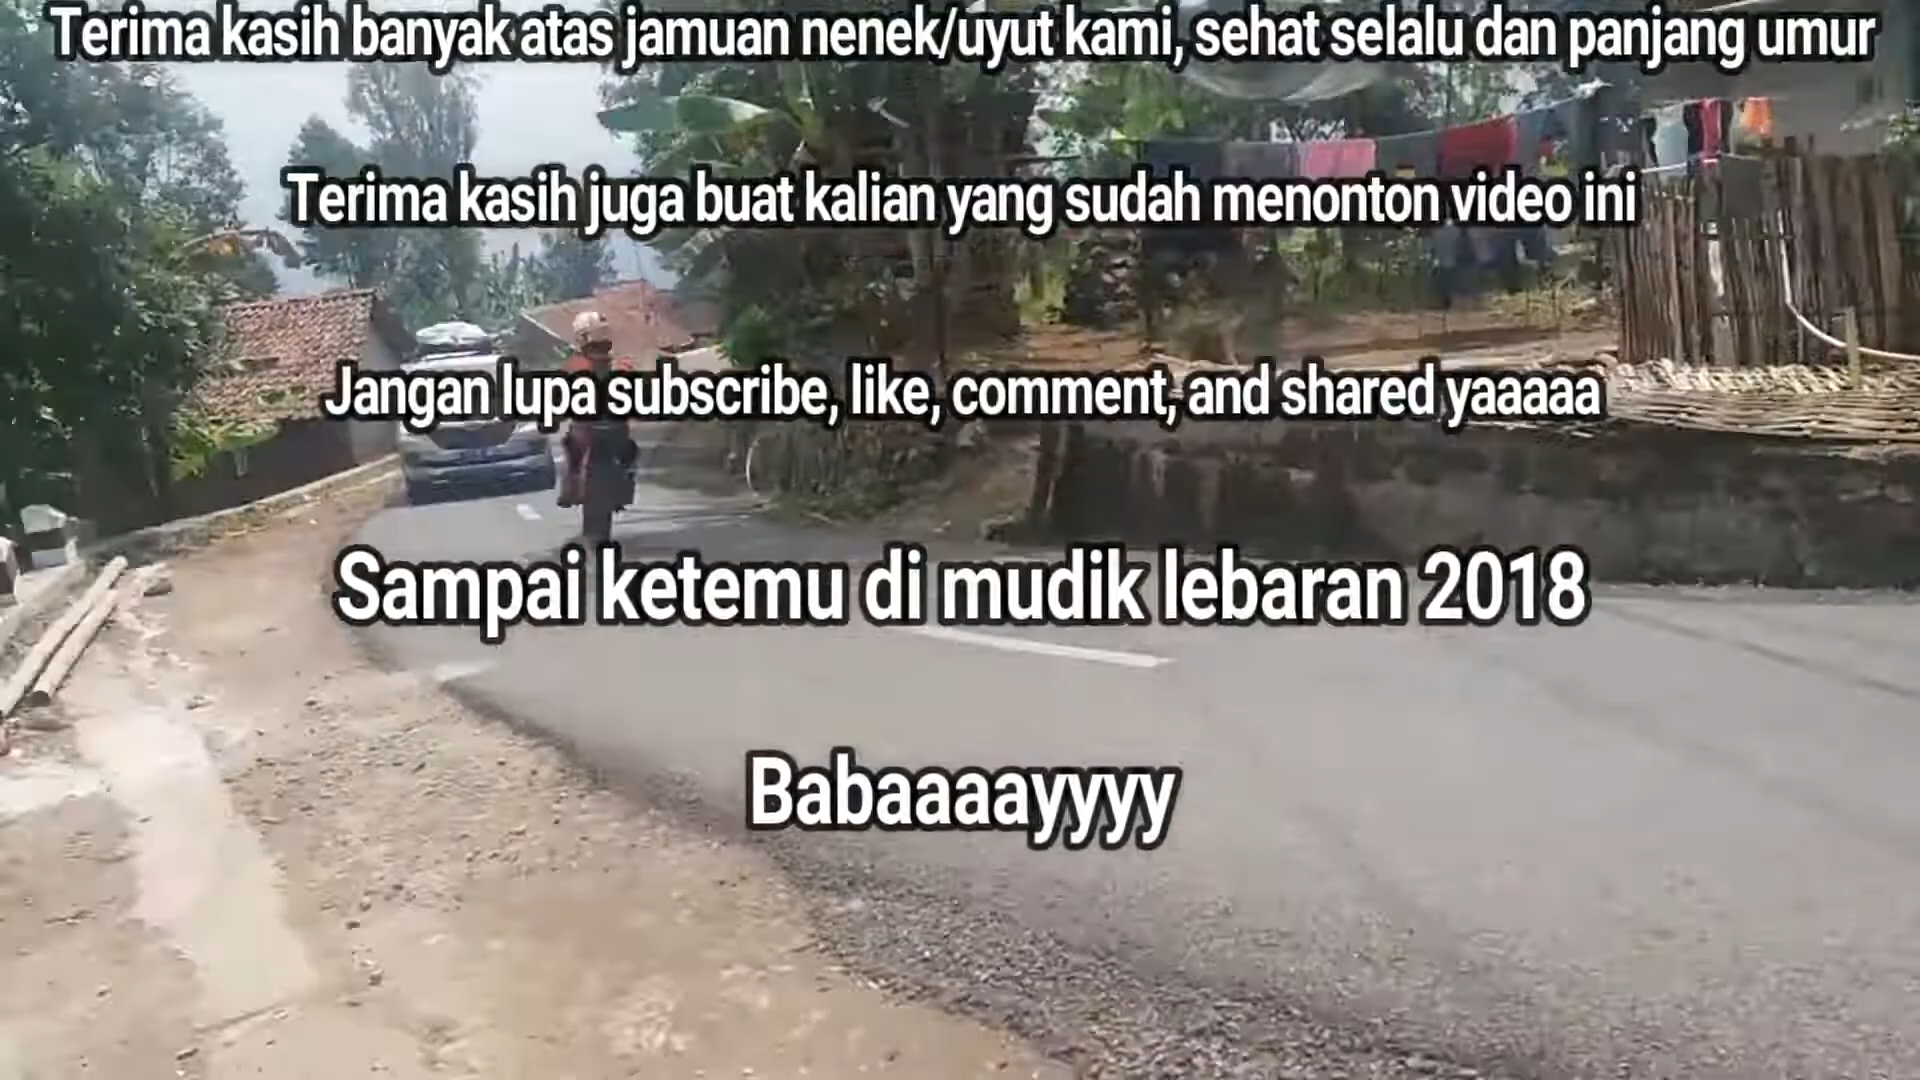 Terima kasih banyak atas jamuan nenek/uyut kami, sehat selalu dan panjang umur
Terima kasih juga buat kalian yang sudah menonton video ini
Jangan lupa subscribe, like, comment, and shared yaaaaa
Sampai ketemu di mudik lebaran 2018
Babaaaayyyy